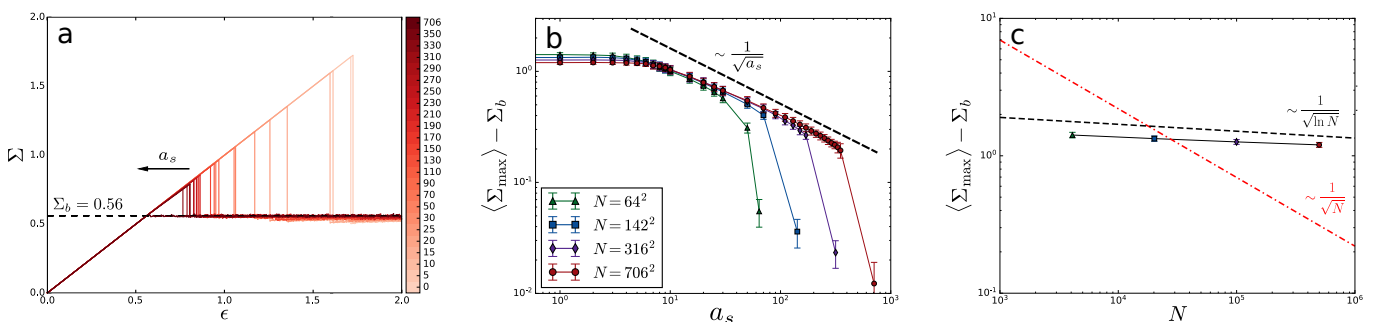 a
2.0
1.5
1.0
0.5
0.0
Σ
a_s
Σ_b = 0.56
0.0 0.5 1.0 1.5 2.0
ϵ
706
350
330
310
290
270
250
230
210
190
170
150
130
110
90
70
50
30
10
0
b
⟨Σ_max⟩ − Σ_b
10^0
10^-1
10^-2
~ 1/√a_s
N = 64^2
N = 142^2
N = 316^2
N = 706^2
10^0 10^1 10^2 10^3
a_s
c
⟨Σ_max⟩ − Σ_b
10^1
10^0
10^-1
~ 1/√ln N
~ 1/√N
10^3 10^4 10^5 10^6
N